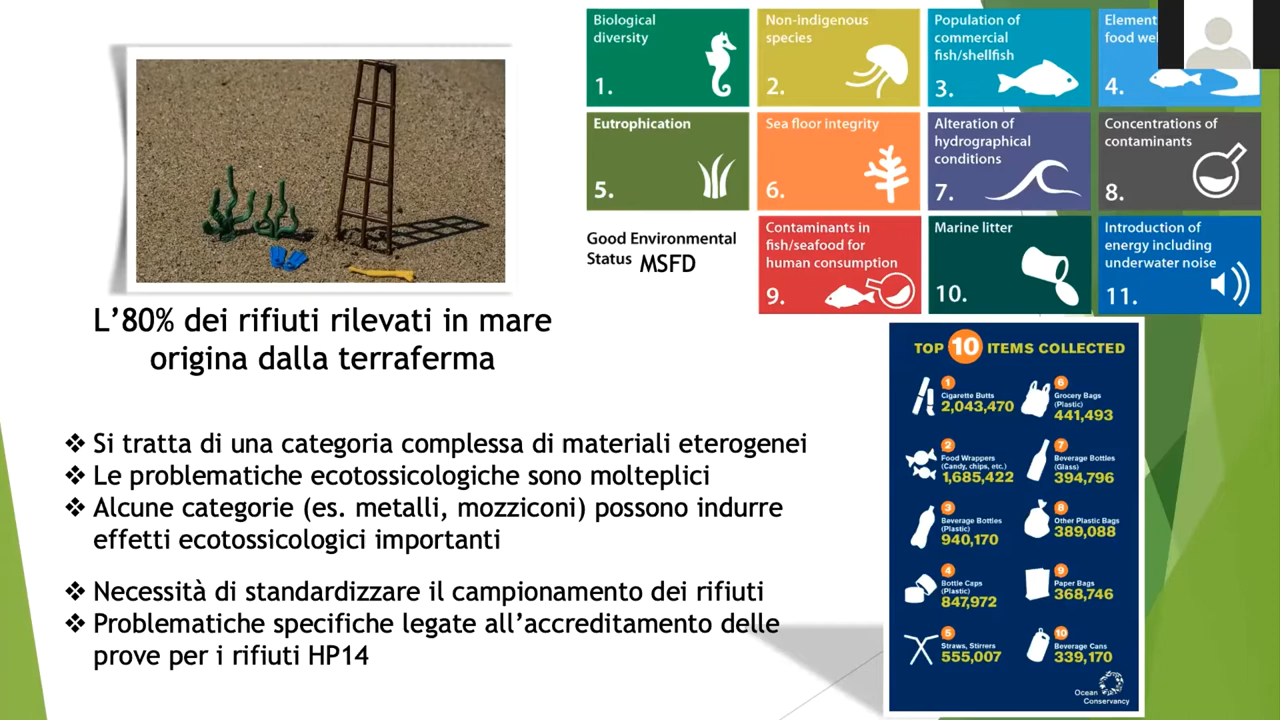 Biological
diversity
1.
Non-indigenous
species
2.
Population of
commercial
fish/shellfish
3.
food
4.
Eutrophication
5.
Sea floor integrity
6.
Alteration of
hydrographical
conditions
7.
Concentrations of
contaminants
8.
Good Environmental
Status MSFD
Contaminants in
fish/seafood for
human consumption
9.
Marine litter
10.
Introduction of
energy including
underwater noise
11.
L’80% dei rifiuti rilevati in mare
origina dalla terraferma
❖ Si tratta di una categoria complessa di materiali eterogenei
❖ Le problematiche ecotossicologiche sono molteplici
❖ Alcune categorie (es. metalli, mozziconi) possono indurre
effetti ecotossicologici importanti
❖ Necessità di standardizzare il campionamento dei rifiuti
❖ Problematiche specifiche legate all’accreditamento delle
prove per i rifiuti HP14
TOP 10 ITEMS COLLECTED
1
Cigarette Butts
2,043,470
2
Food Wrappers
(Candy, chips, etc.)
1,685,422
3
Beverage Bottles
(Plastic)
940,170
4
Bottle Caps
(Plastic)
847,972
5
Straws, Stirrers
555,007
6
Grocery Bags
(Plastic)
441,493
7
Beverage Bottles
(Glass)
394,796
8
Other Plastic Bags
389,088
9
Paper Bags
368,746
10
Beverage Cans
339,170
Ocean
Conservancy